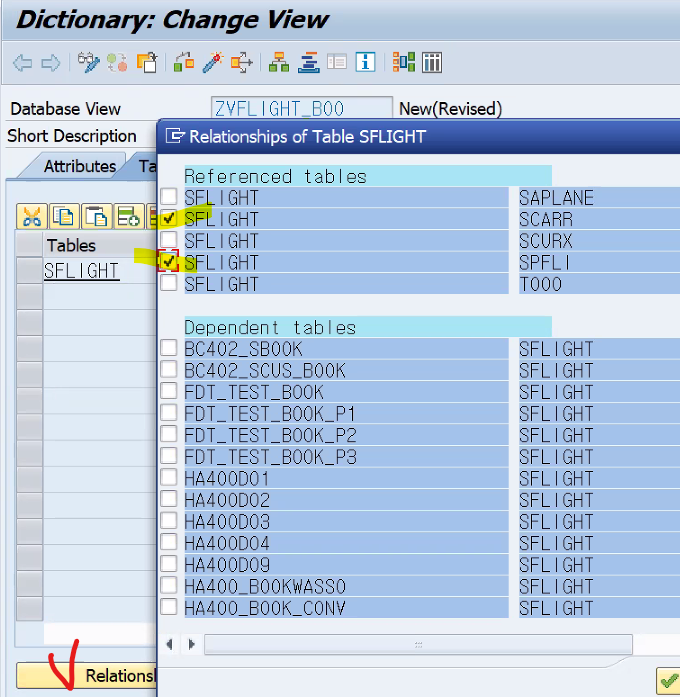 Dictionary: Change View
Database View ZVFLIGHT_BOO New(Revised)
Short Description
Attributes Ta
Relationships of Table SFLIGHT
Tables
SFLIGHT
Referenced tables
SFLIGHT SAPLANE
SFLIGHT SCARR
SFLIGHT SCURX
SFLIGHT SPFLI
SFLIGHT T000
Dependent tables
BC402_SBOOK SFLIGHT
BC402_SCUS_BOOK SFLIGHT
FDT_TEST_BOOK SFLIGHT
FDT_TEST_BOOK_P1 SFLIGHT
FDT_TEST_BOOK_P2 SFLIGHT
FDT_TEST_BOOK_P3 SFLIGHT
HA400D01 SFLIGHT
HA400D02 SFLIGHT
HA400D03 SFLIGHT
HA400D04 SFLIGHT
HA400D09 SFLIGHT
HA400_BOOKWASSO SFLIGHT
HA400_BOOK_CONV SFLIGHT
Relations